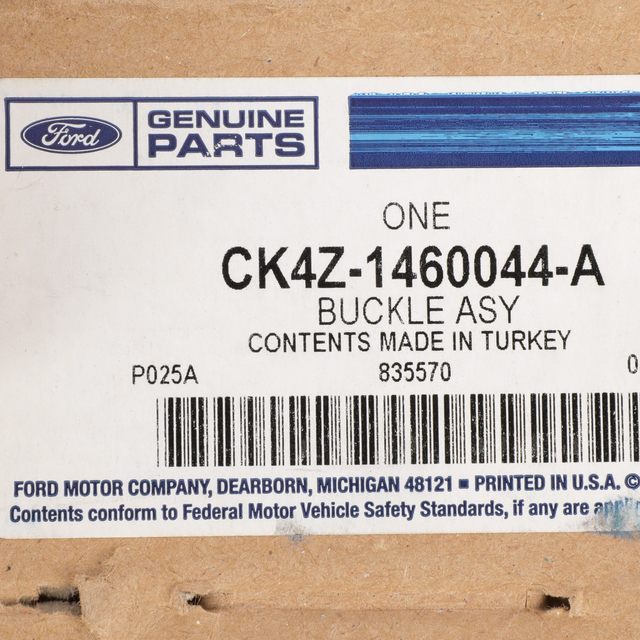 Ford
GENUINE
PARTS
ONE
CK4Z-1460044-A
BUCKLE ASY
CONTENTS MADE IN TURKEY
P025A 835570 0
FORD MOTOR COMPANY, DEARBORN, MICHIGAN 48121 ▪ PRINTED IN U.S.A. ©
Contents conform to Federal Motor Vehicle Safety Standards, if any are